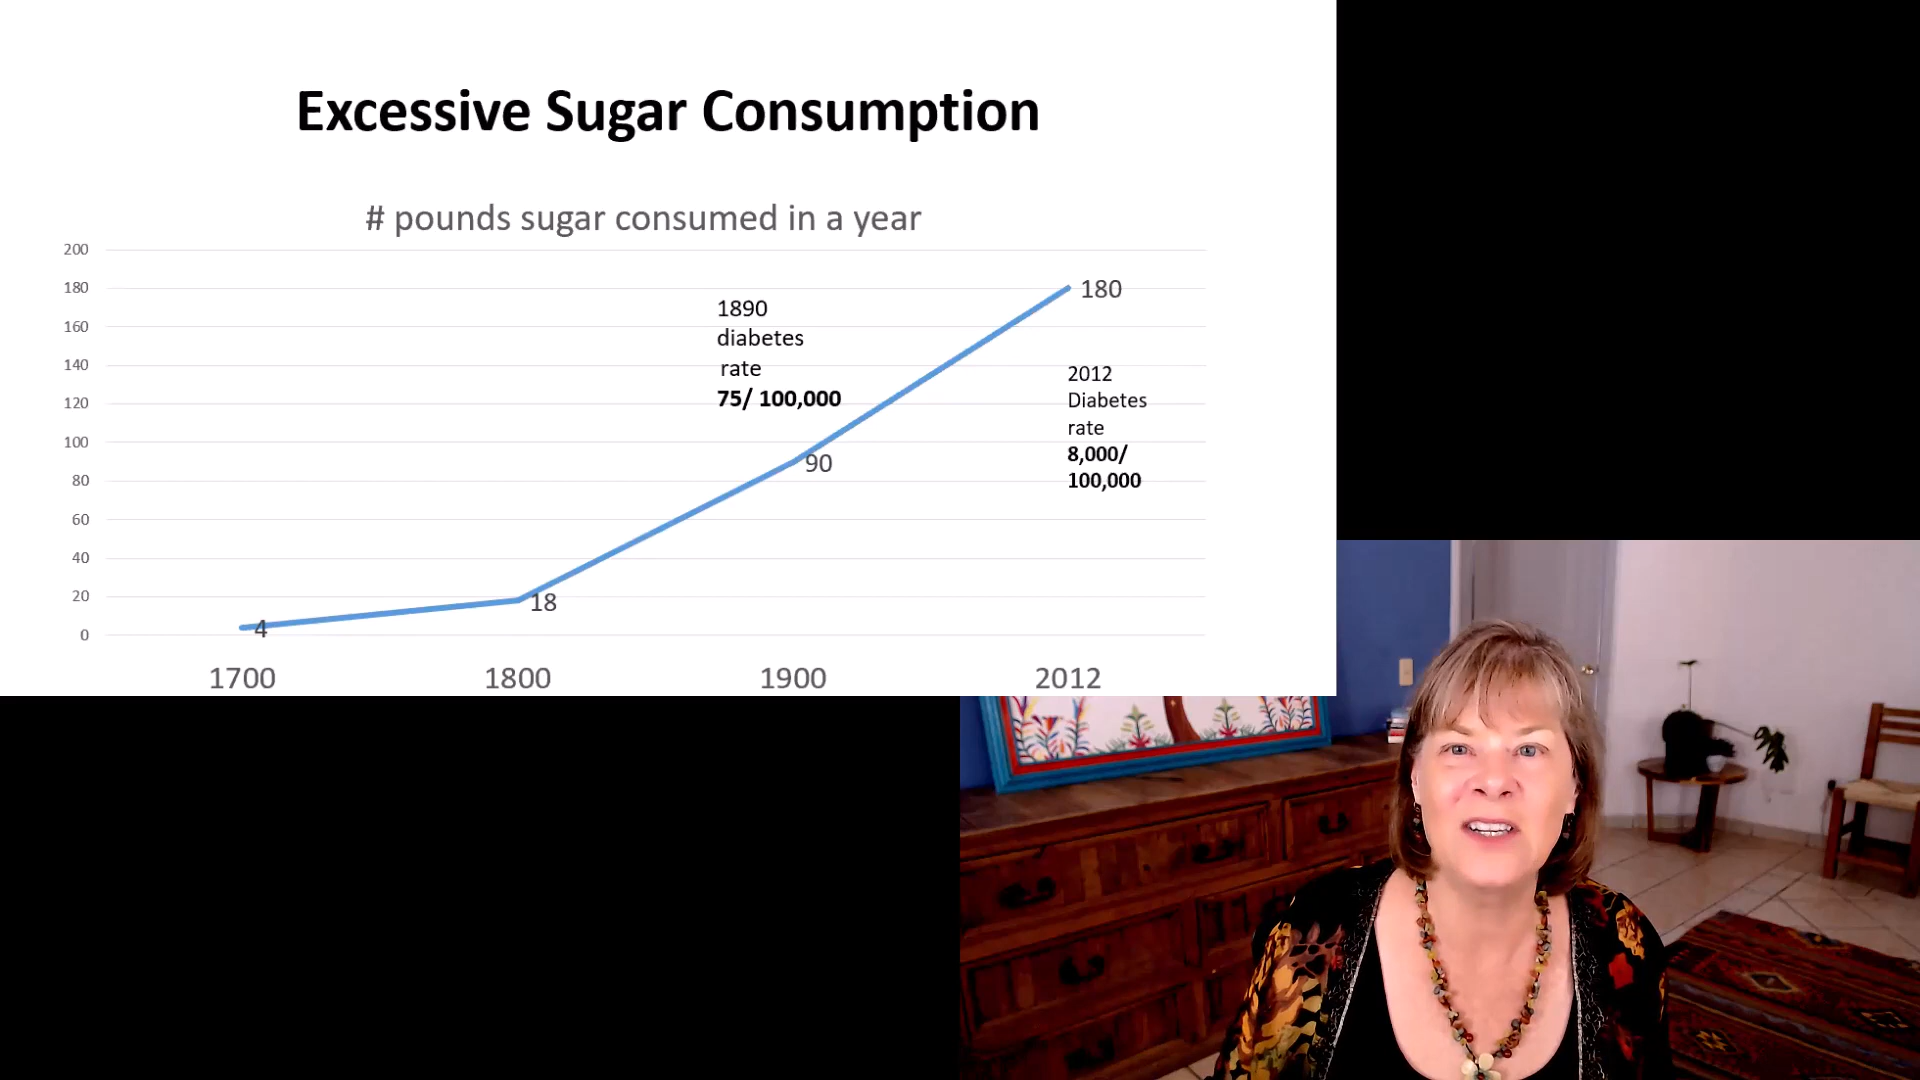 Excessive Sugar Consumption
# pounds sugar consumed in a year
200
180
160
140
120
100
80
60
40
20
0
4
18
90
180
1890
diabetes
rate
75/ 100,000
2012
Diabetes
rate
8,000/
100,000
1700 1800 1900 2012